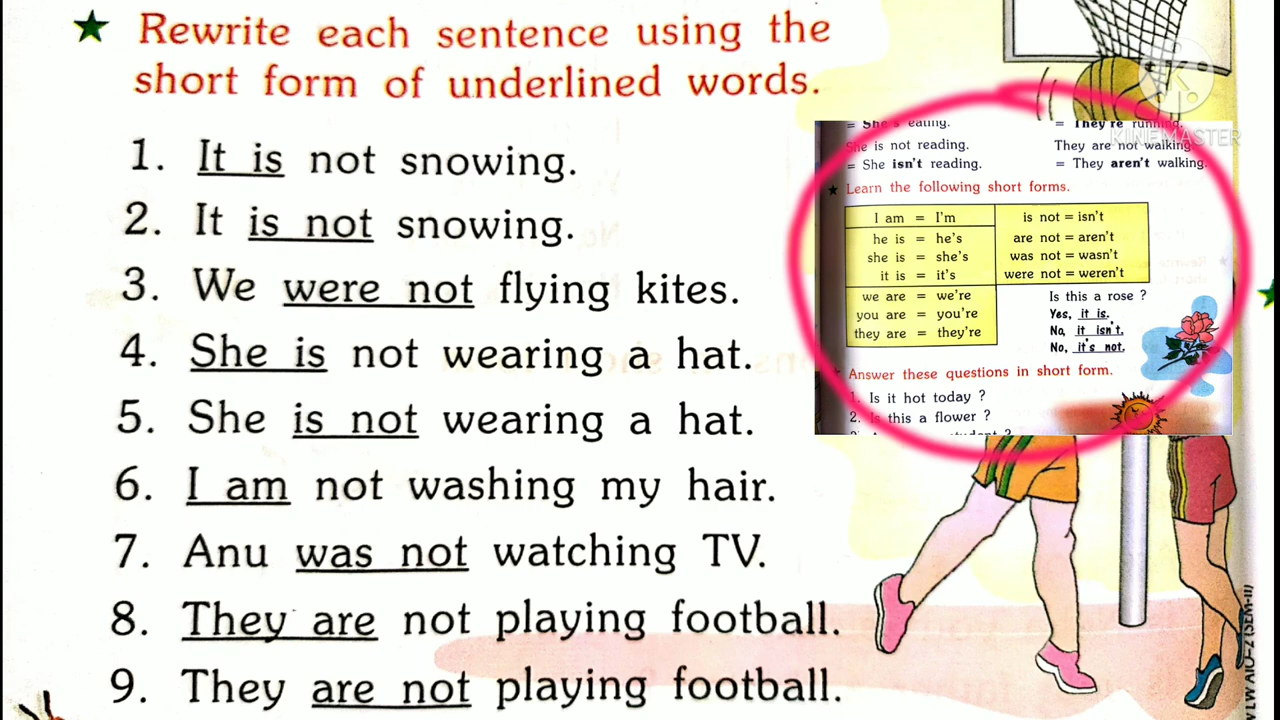 Rewrite each sentence using the
short form of underlined words.
1. It is not snowing.
2. It is not snowing.
3. We were not flying kites.
4. She is not wearing a hat.
5. She is not wearing a hat.
6. I am not washing my hair.
7. Anu was not watching TV.
8. They are not playing football.
9. They are not playing football.
KINEMASTER
= She's eating. = They're running.
She is not reading. They are not walking.
= She isn't reading. = They aren't walking.
Learn the following short forms.
I am = I'm is not = isn't
he is = he's are not = aren't
she is = she's was not = wasn't
it is = it's were not = weren't
we are = we're Is this a rose ?
you are = you're Yes, it is.
they are = they're No, it isn't.
No, it's not.
Answer these questions in short form.
1. Is it hot today ?
2. Is this a flower ?
student ?